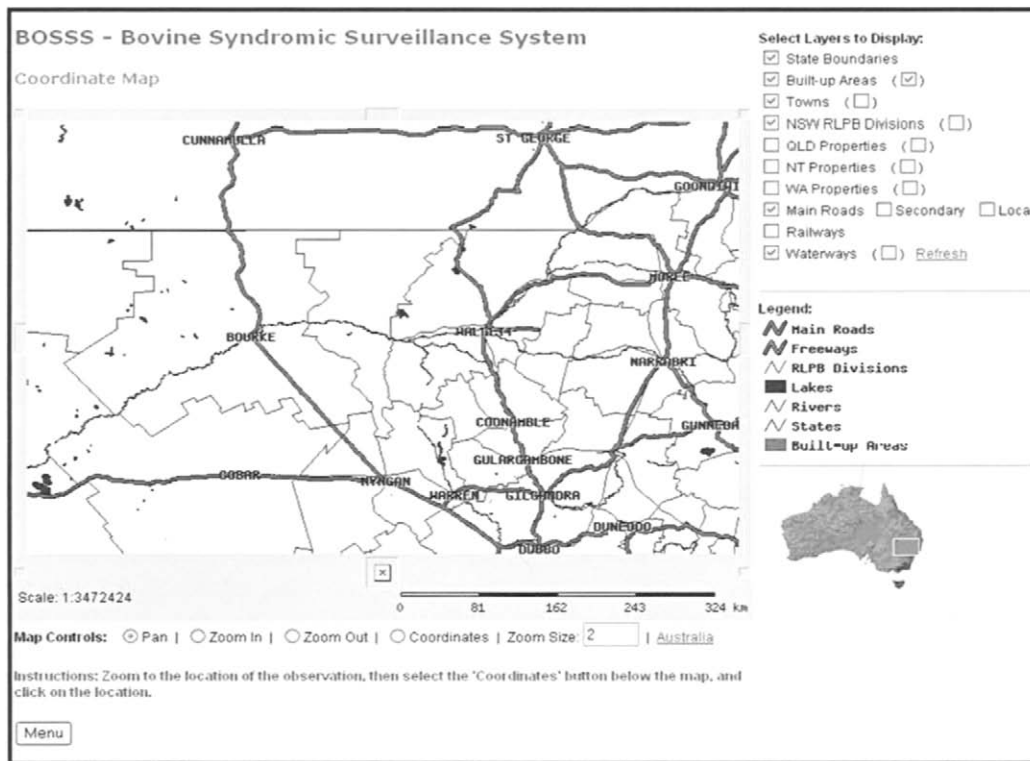 BOSSS - Bovine Syndromic Surveillance System
Coordinate Map
CUNNAMULLA
ST GEORGE
GOONDIWI
MOREE
BOURKE
WALGETT
NARRABRI
COONAMBLE
GUNNEDA
GULARGAMBONE
COBAR
NYNGAN
WARREN
GILGANDRA
DUNEDOO
DUBBO
Scale: 1:3472424
0 81 162 243 324 km
Map Controls: Pan | Zoom In | Zoom Out | Coordinates | Zoom Size: 2 | Australia
Instructions: Zoom to the location of the observation, then select the 'Coordinates' button below the map, and
click on the location.
Menu
Select Layers to Display:
State Boundaries
Built-up Areas ( )
Towns ( )
NSW RLPB Divisions ( )
QLD Properties ( )
NT Properties ( )
WA Properties ( )
Main Roads Secondary Loca
Railways
Waterways ( ) Refresh
Legend:
Main Roads
Freeways
RLPB Divisions
Lakes
Rivers
States
Built-up Areas